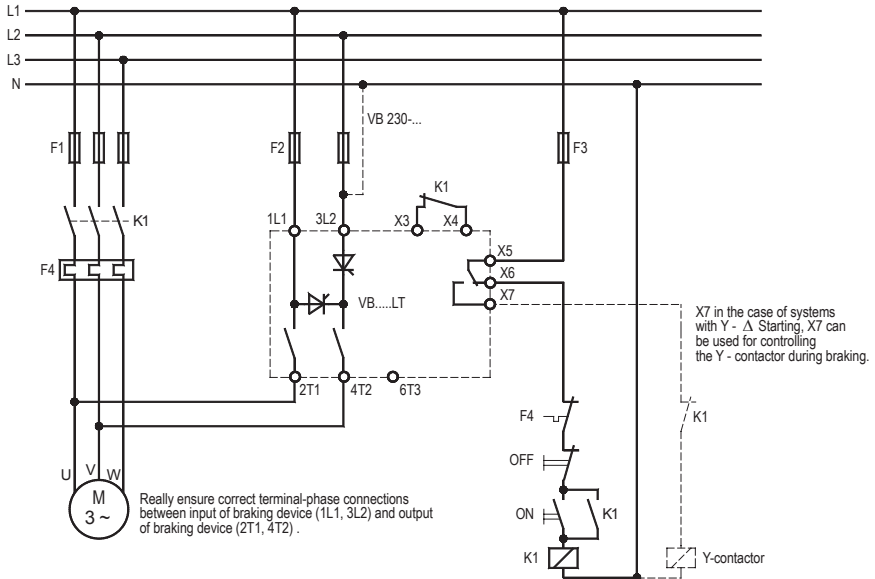 L1
L2
L3
N
VB 230-...
F1
F2
F3
K1
K1
1L1
3L2
X3
X4
F4
X5
X6
X7
VB.....LT
X7 in the case of systems
with Y - Δ Starting, X7 can
be used for controlling
the Y - contactor during braking.
2T1
4T2
6T3
F4
K1
OFF
U
V
W
M
3 ~
Really ensure correct terminal-phase connections
between input of braking device (1L1, 3L2) and output
of braking device (2T1, 4T2) .
ON
K1
K1
Y-contactor